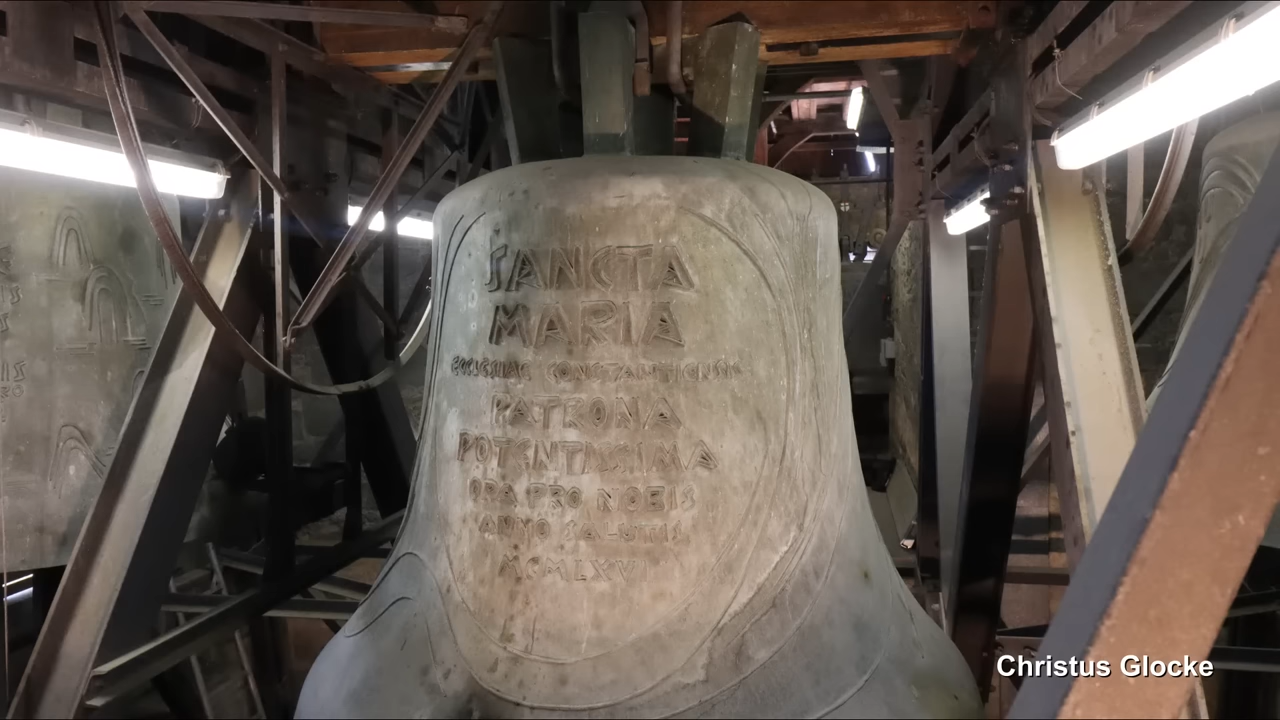 SANCTA
MARIA
ECCLESIAE CONSTANTIENSIS
PATRONA
POTENTISSIMA
ORA PRO NOBIS
ANNO SALUTIS
MCMLXVI
Christus Glocke